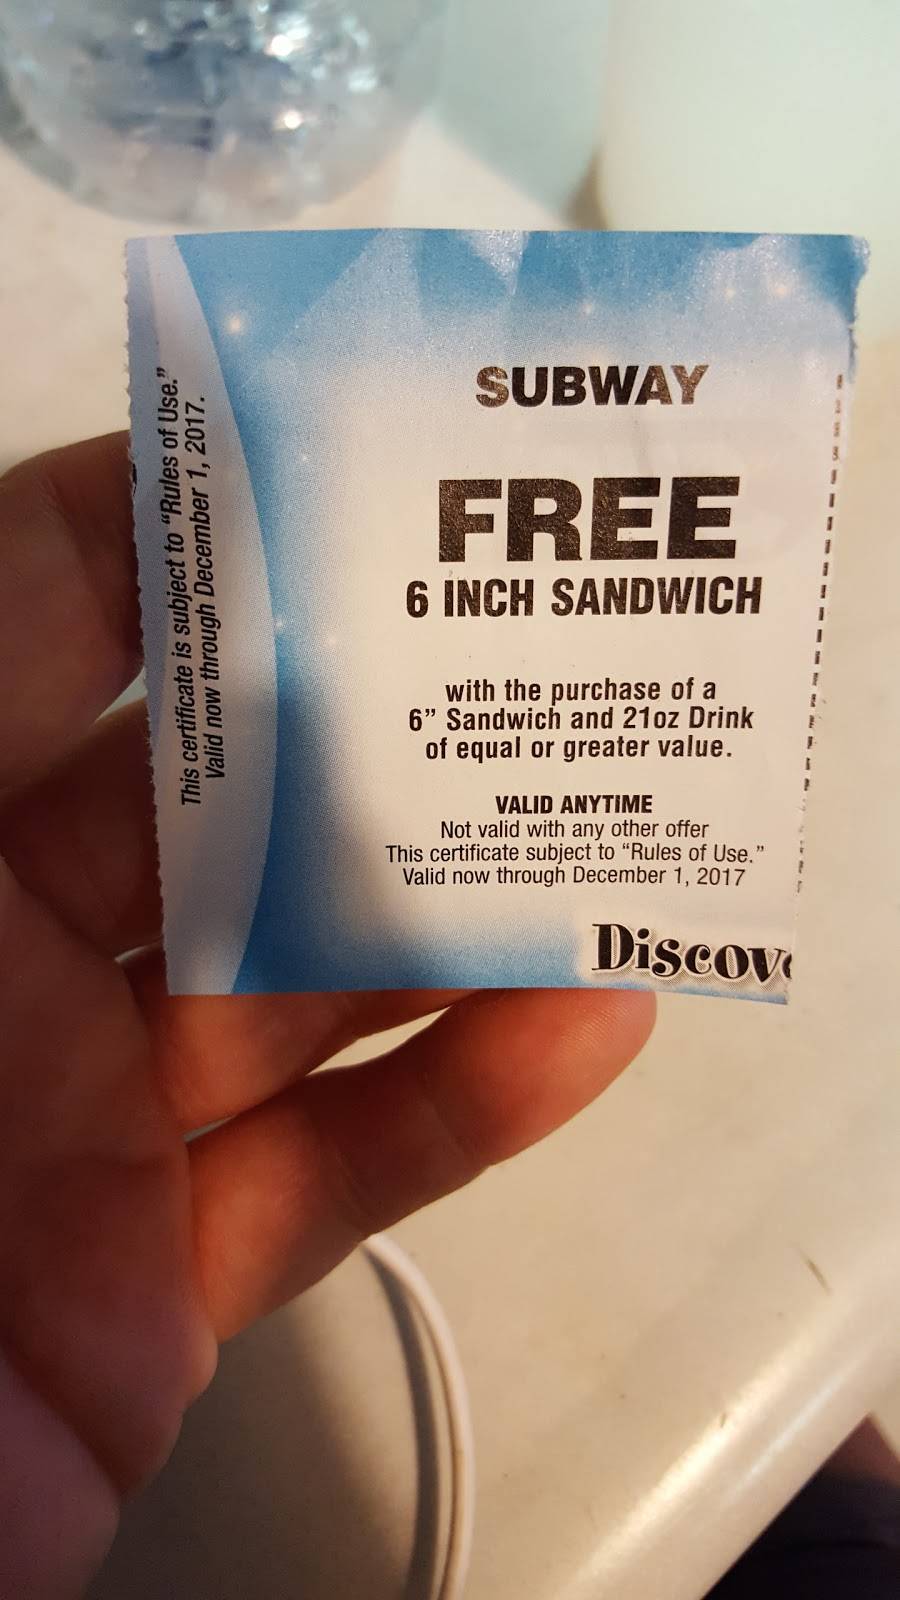 This certificate is subject to “Rules of Use.”
Valid now through December 1, 2017.
SUBWAY
FREE
6 INCH SANDWICH
with the purchase of a
6” Sandwich and 21oz Drink
of equal or greater value.
VALID ANYTIME
Not valid with any other offer
This certificate subject to “Rules of Use.”
Valid now through December 1, 2017
Discov